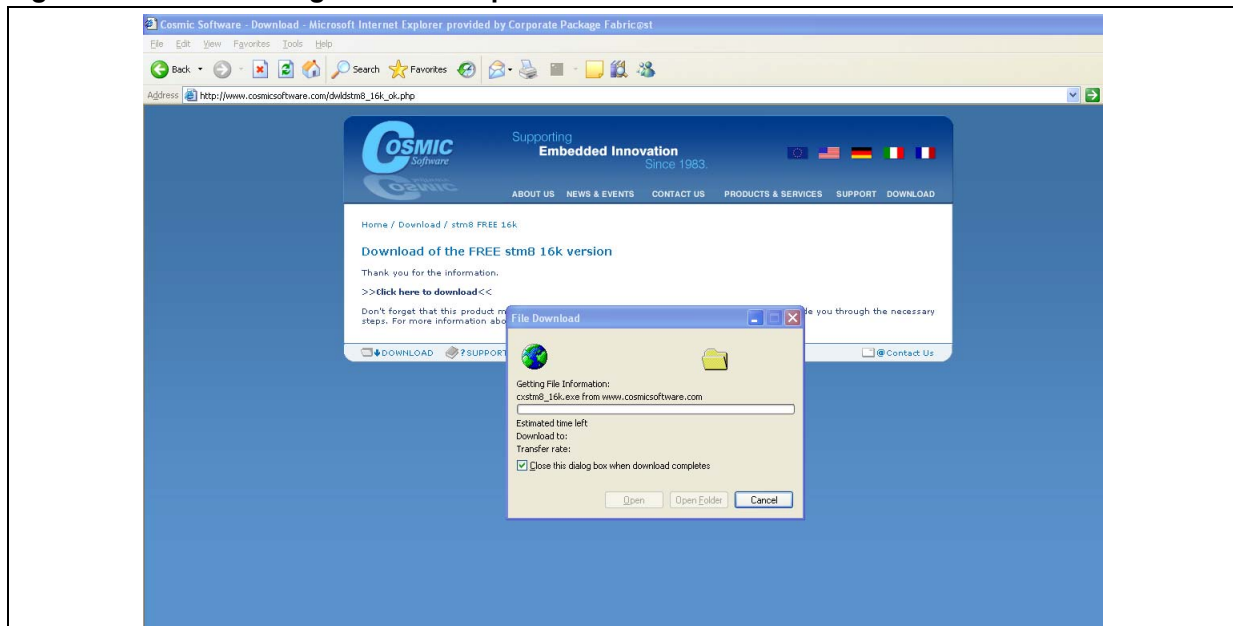 Cosmic Software - Download - Microsoft Internet Explorer provided by Corporate Package Fabric@st
File Edit View Favorites Tools Help
Back Search Favorites
Address http://www.cosmicsoftware.com/dwldstm8_16k_ok.php
COSMIC
Software
Supporting
Embedded Innovation
Since 1983.
ABOUT US NEWS & EVENTS CONTACT US PRODUCTS & SERVICES SUPPORT DOWNLOAD
Home / Download / stm8 FREE 16k
Download of the FREE stm8 16k version
Thank you for the information.
>>Click here to download<<
Don't forget that this product m
de you through the necessary
steps. For more information abo
DOWNLOAD ?SUPPORT
@Contact Us
File Download
Getting File Information:
cxstm8_16k.exe from www.cosmicsoftware.com
Estimated time left
Download to:
Transfer rate:
Close this dialog box when download completes
Open Open Folder Cancel